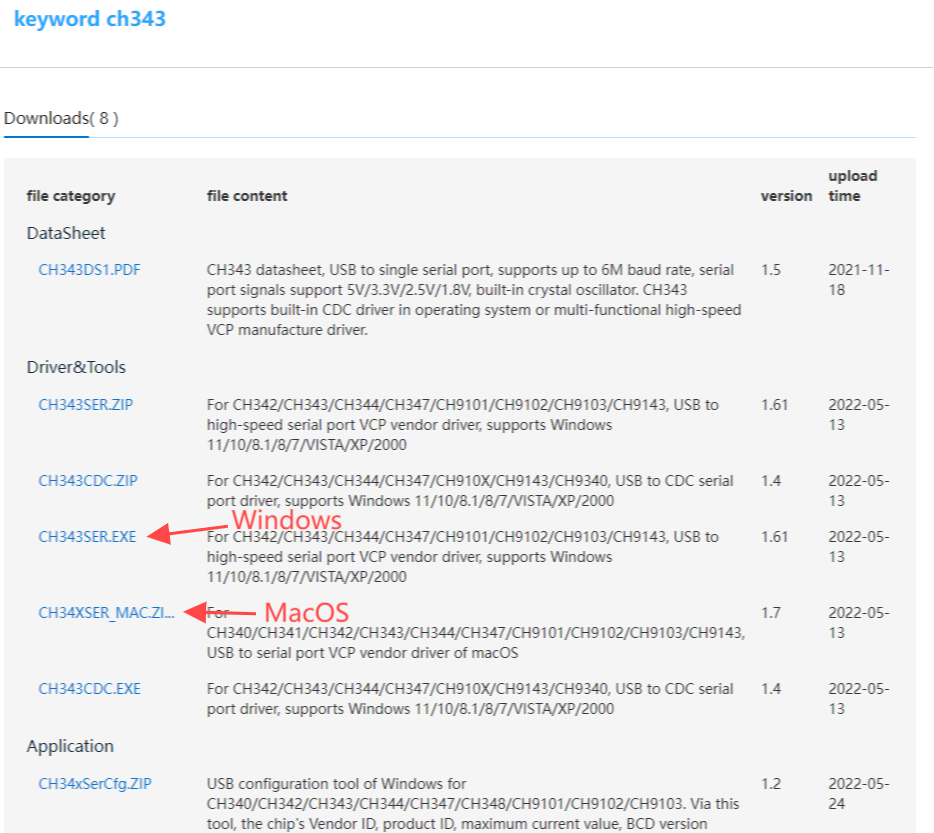 keyword ch343
Downloads( 8 )
file category file content version upload time
DataSheet
CH343DS1.PDF CH343 datasheet, USB to single serial port, supports up to 6M baud rate, serial 1.5 2021-11-
port signals support 5V/3.3V/2.5V/1.8V, built-in crystal oscillator. CH343 18
supports built-in CDC driver in operating system or multi-functional high-speed
VCP manufacture driver.
Driver&Tools
CH343SER.ZIP For CH342/CH343/CH344/CH347/CH9101/CH9102/CH9103/CH9143, USB to 1.61 2022-05-
high-speed serial port VCP vendor driver, supports Windows 13
11/10/8.1/8/7/VISTA/XP/2000
CH343CDC.ZIP For CH342/CH343/CH344/CH347/CH910X/CH9143/CH9340, USB to CDC serial 1.4 2022-05-
port driver, supports Windows 11/10/8.1/8/7/VISTA/XP/2000 13
Windows
CH343SER.EXE For CH342/CH343/CH344/CH347/CH9101/CH9102/CH9103/CH9143, USB to 1.61 2022-05-
high-speed serial port VCP vendor driver, supports Windows 13
11/10/8.1/8/7/VISTA/XP/2000
CH34XSER_MAC.ZI... For MacOS 1.7 2022-05-
CH340/CH341/CH342/CH343/CH344/CH347/CH9101/CH9102/CH9103/CH9143, 13
USB to serial port VCP vendor driver of macOS
CH343CDC.EXE For CH342/CH343/CH344/CH347/CH910X/CH9143/CH9340, USB to CDC serial 1.4 2022-05-
port driver, supports Windows 11/10/8.1/8/7/VISTA/XP/2000 13
Application
CH34xSerCfg.ZIP USB configuration tool of Windows for 1.2 2022-05-
CH340/CH342/CH343/CH344/CH347/CH348/CH9101/CH9102/CH9103. Via this 24
tool, the chip's Vendor ID, product ID, maximum current value, BCD version